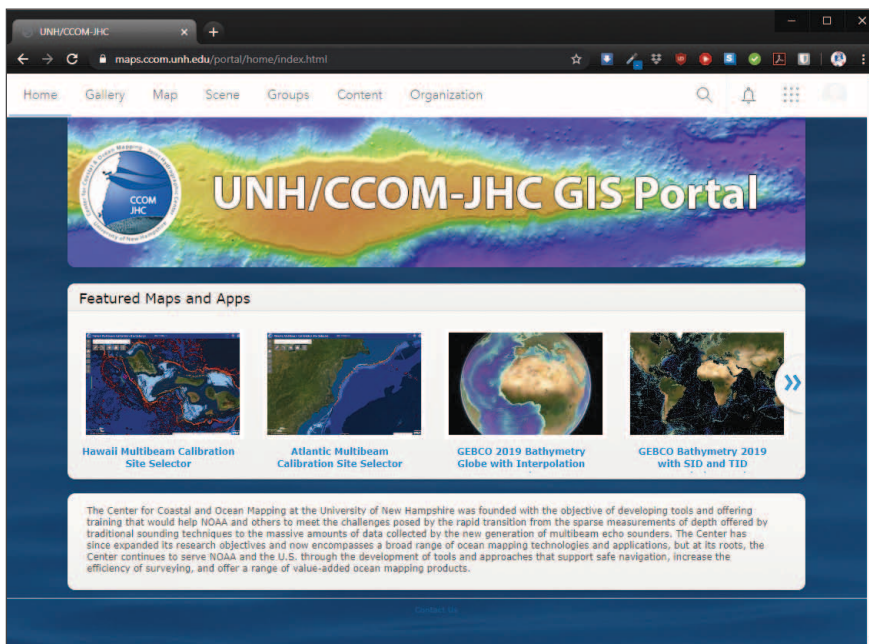 UNH/CCOM-JHC
maps.ccom.unh.edu/portal/home/index.html
Home Gallery Map Scene Groups Content Organization
CCOM
JHC
UNH/CCOM-JHC GIS Portal
Featured Maps and Apps
Hawaii Multibeam Calibration
Site Selector
Atlantic Multibeam
Calibration Site Selector
GEBCO 2019 Bathymetry
Globe with Interpolation
GEBCO Bathymetry 2019
with SID and TID
The Center for Coastal and Ocean Mapping at the University of New Hampshire was founded with the objective of developing tools and offering
training that would help NOAA and others to meet the challenges posed by the rapid transition from the sparse measurements of depth offered by
traditional sounding techniques to the massive amounts of data collected by the new generation of multibeam echo sounders. The Center has
since expanded its research objectives and now encompasses a broad range of ocean mapping technologies and applications, but at its roots, the
Center continues to serve NOAA and the U.S. through the development of tools and approaches that support safe navigation, increase the
efficiency of surveying, and offer a range of value-added ocean mapping products.
Contact Us